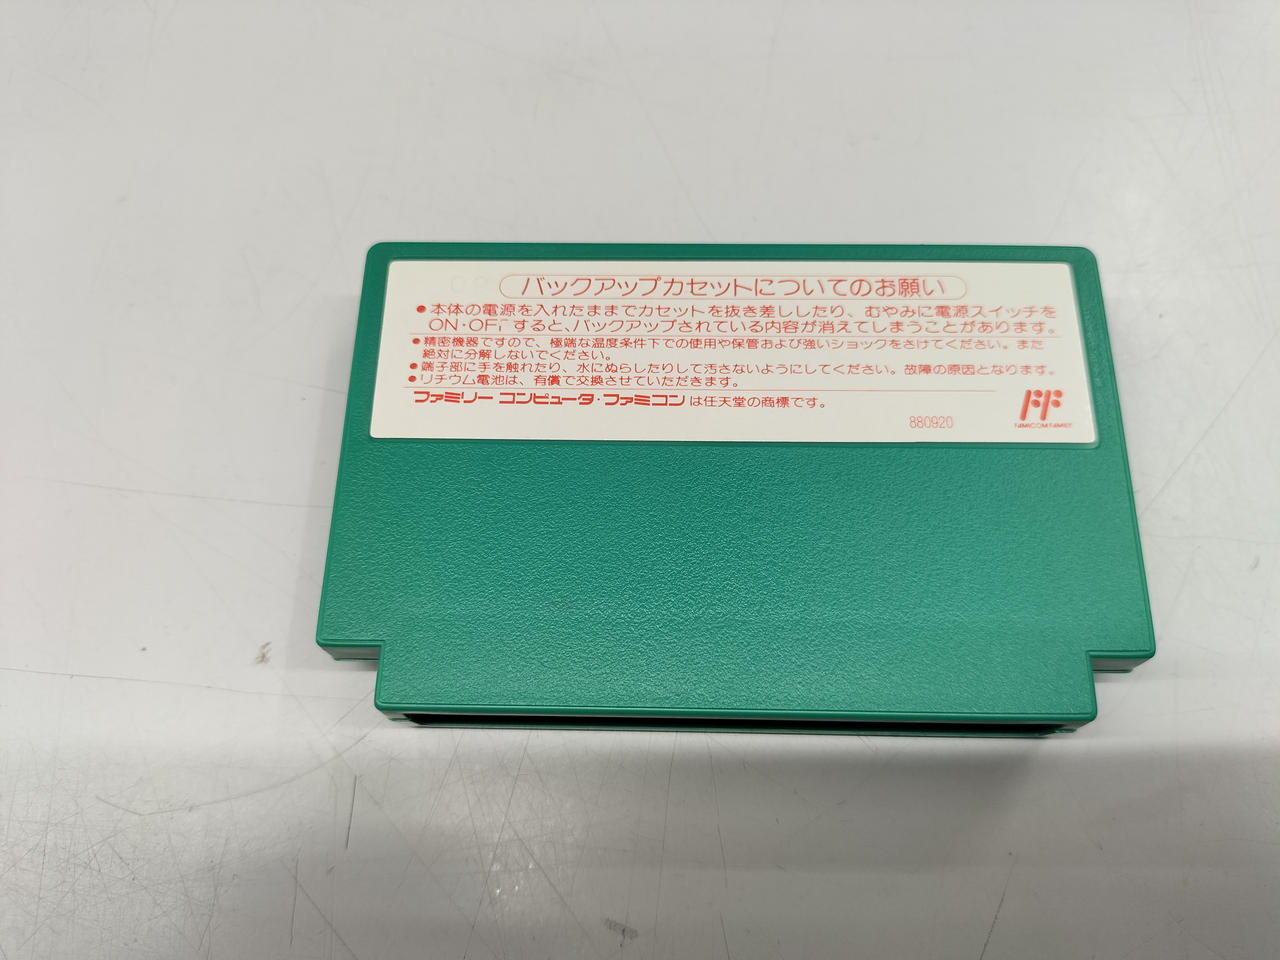 バックアップカセットについてのお願い
●本体の電源を入れたままでカセットを抜き差ししたり、むやみに電源スイッチを
ON・OFFすると、バックアップされている内容が消えてしまうことがあります。
●精密機器ですので、極端な温度条件下での使用や保管および強いショックをさけてください。また
絶対に分解しないでください。
●端子部に手を触れたり、水にぬらしたりして汚さないようにしてください。故障の原因となります。
●リチウム電池は、有償で交換させていただきます。
ファミリー コンピュータ・ファミコンは任天堂の商標です。
880920
FAMICOM FAMILY